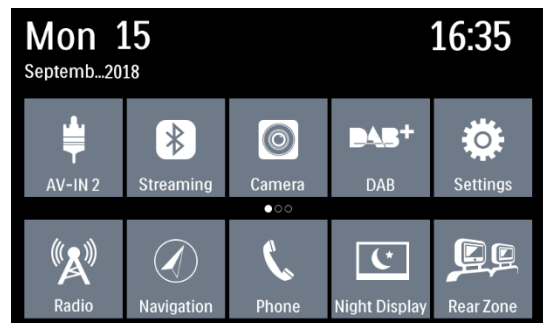 Mon 15
16:35
Septemb...2018
DAB+
AV-IN 2 Streaming Camera DAB Settings
Radio Navigation Phone Night Display Rear Zone